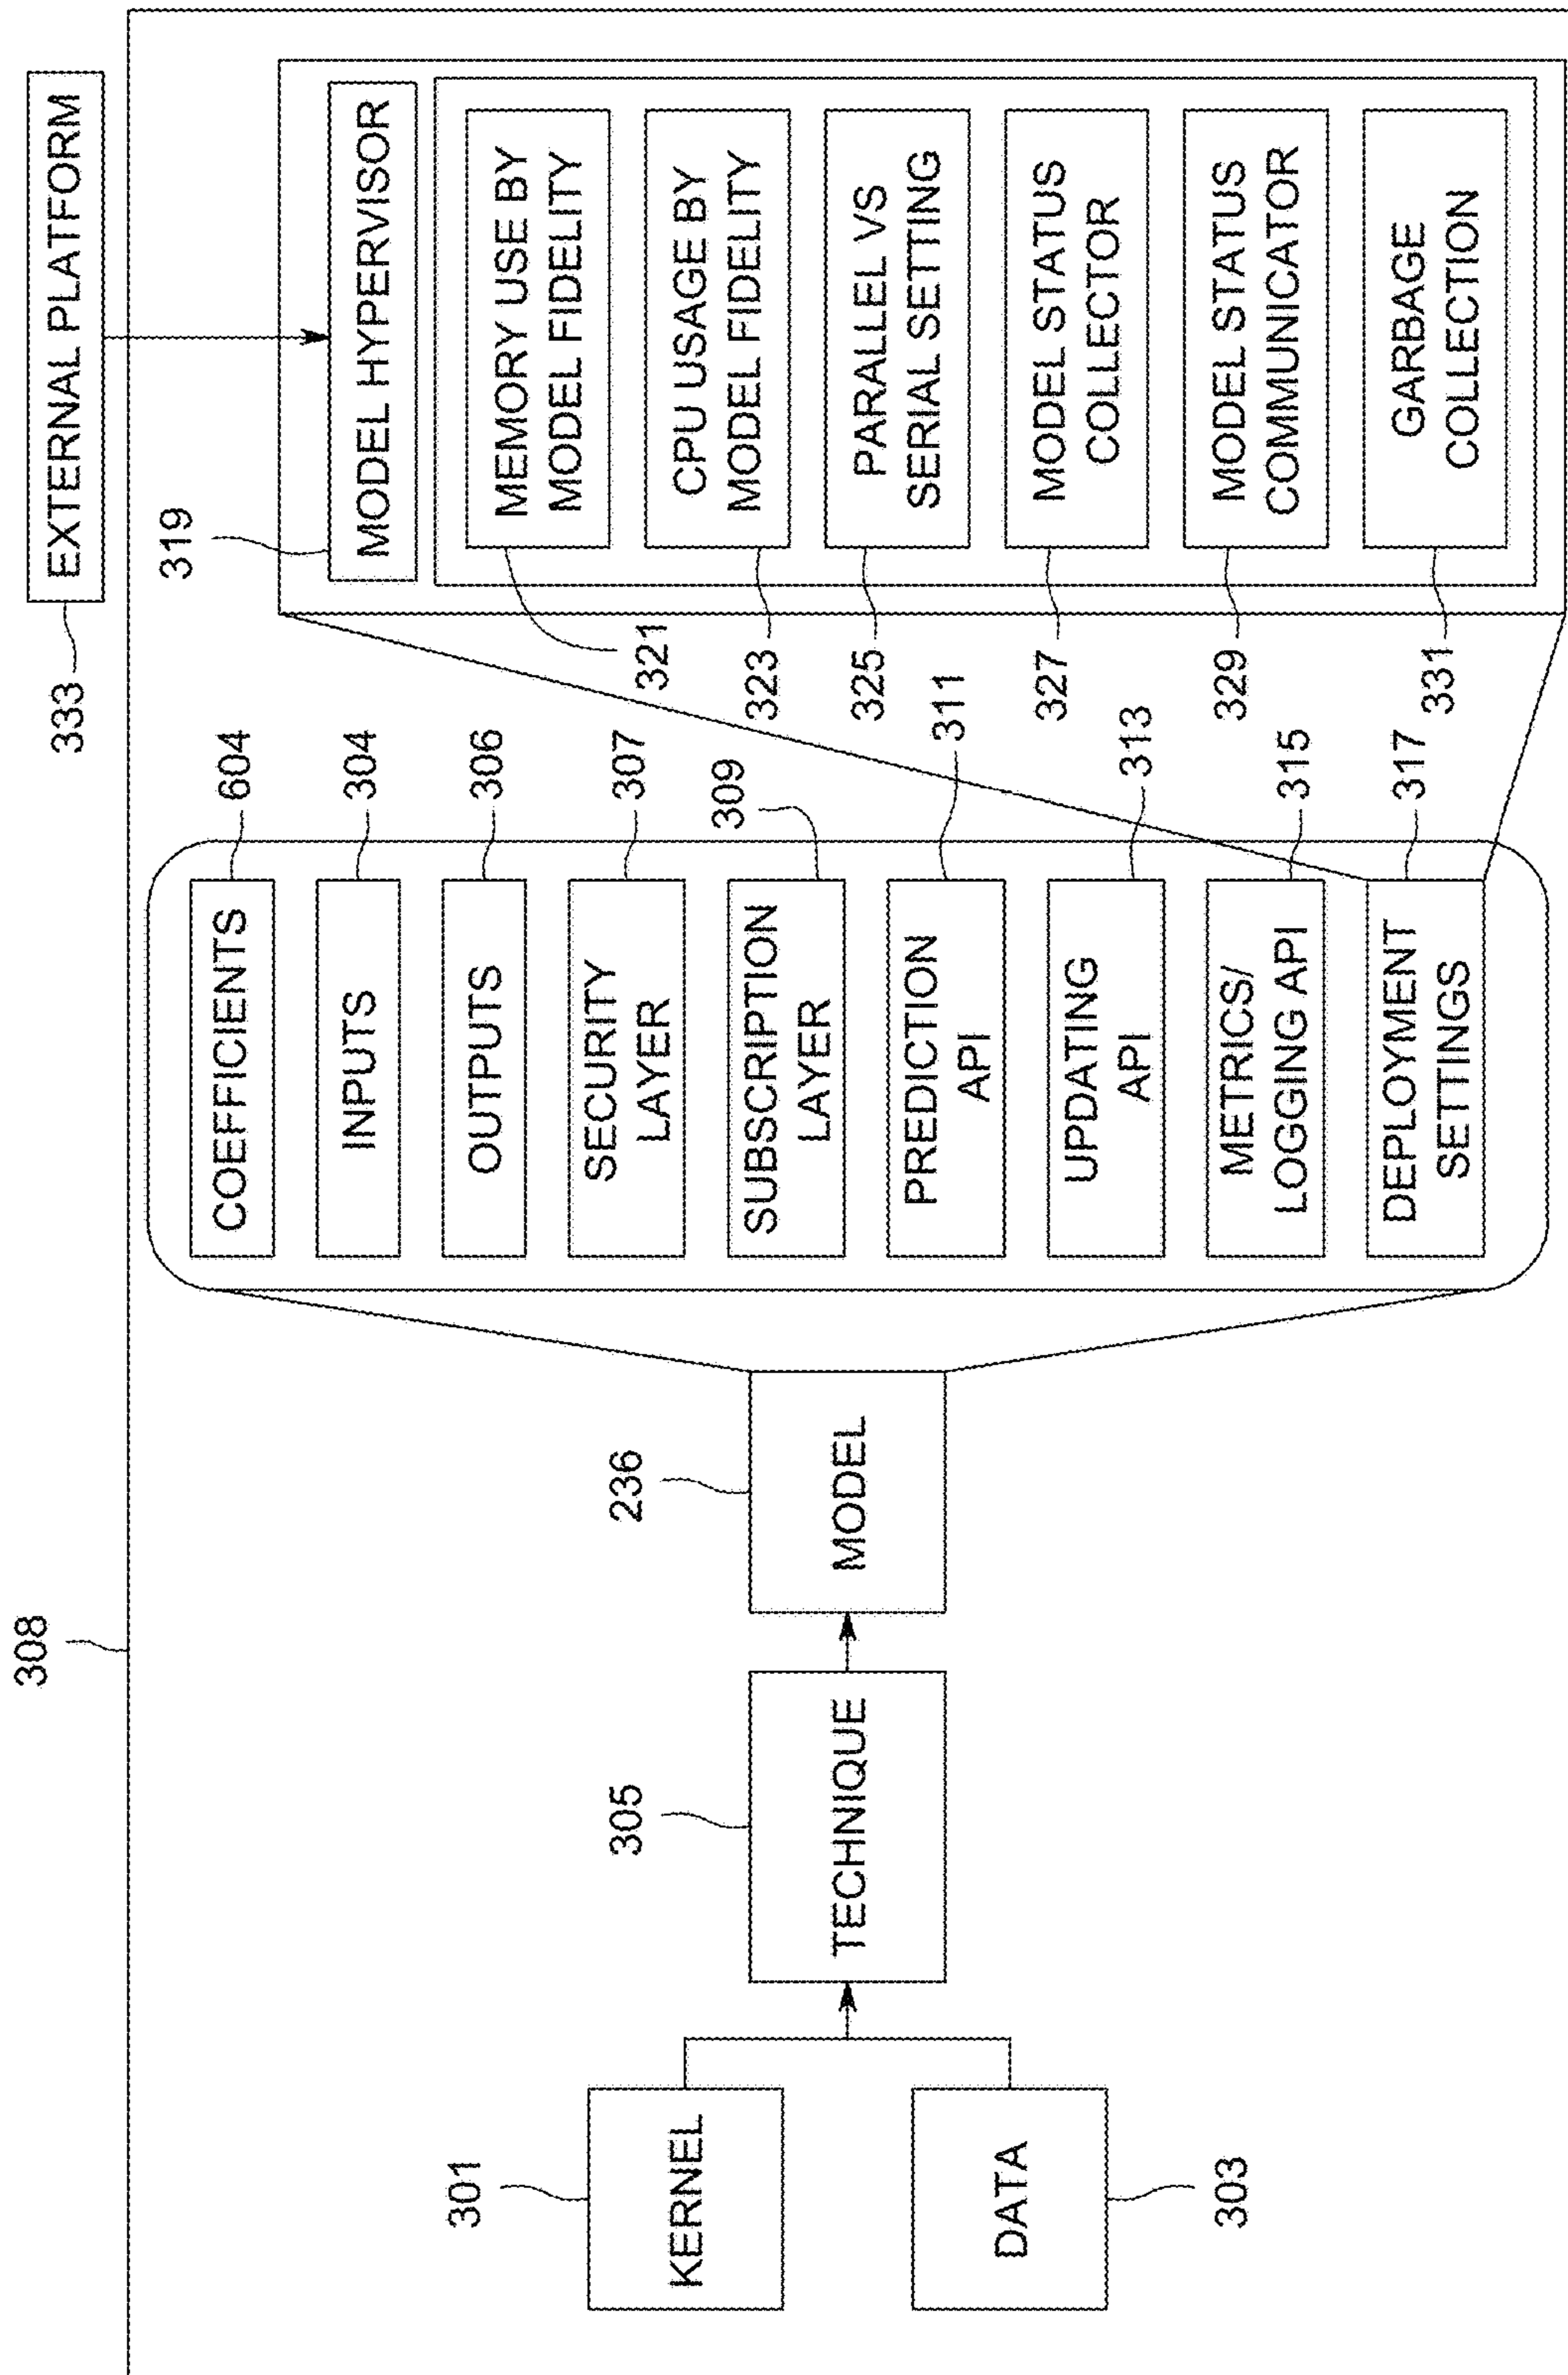 308
333
EXTERNAL PLATFORM
301
KERNEL
DATA
303
305
TECHNIQUE
236
MODEL
COEFFICIENTS
604
INPUTS
304
OUTPUTS
306
SECURITY
LAYER
307
SUBSCRIPTION
LAYER
309
PREDICTION
API
311
UPDATING
API
313
METRICS/
LOGGING API
315
DEPLOYMENT
SETTINGS
317
319
MODEL HYPERVISOR
MEMORY USE BY
MODEL FIDELITY
321
CPU USAGE BY
MODEL FIDELITY
323
PARALLEL VS
SERIAL SETTING
325
MODEL STATUS
COLLECTOR
327
MODEL STATUS
COMMUNICATOR
329
GARBAGE
COLLECTION
331